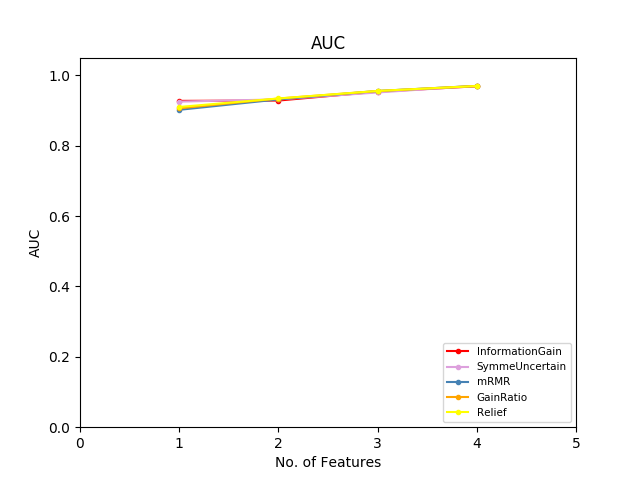 AUC
1.0
0.8
0.6
0.4
0.2
0.0
AUC
0 1 2 3 4 5
No. of Features
InformationGain
SymmeUncertain
mRMR
GainRatio
Relief